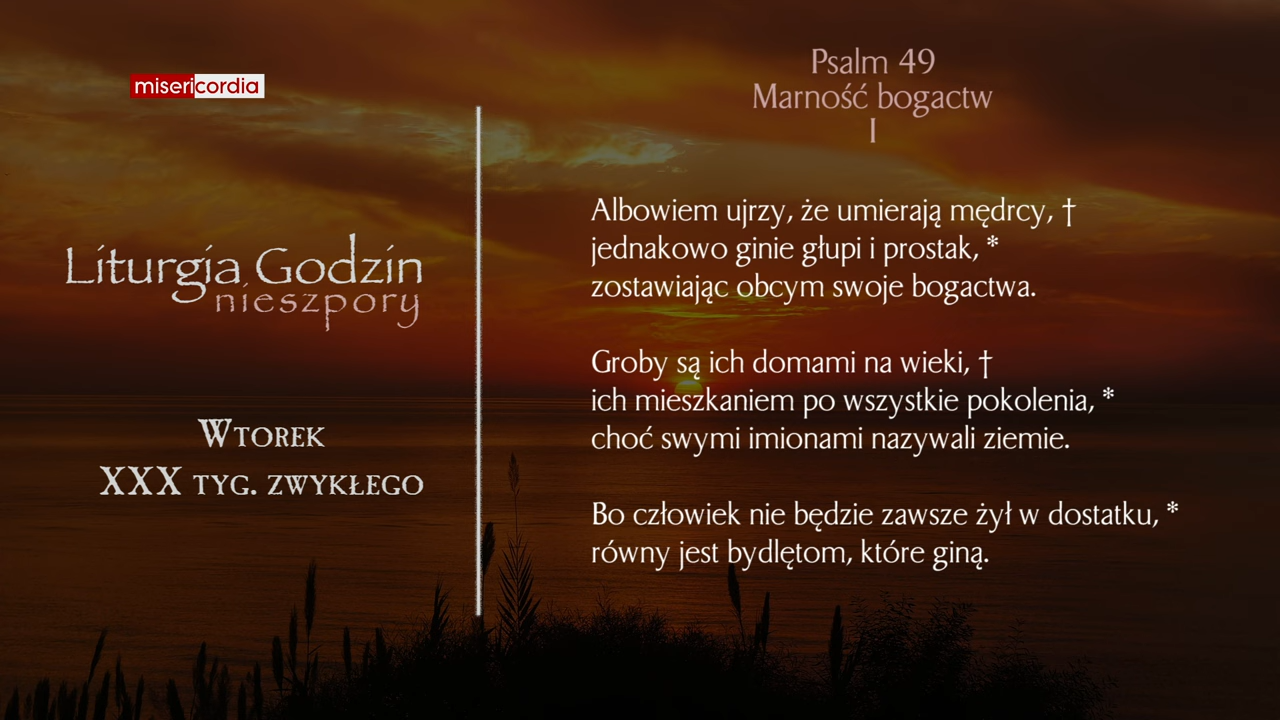 misericordia
Liturgia Godzin
nieszpory
Wtorek
XXX tyg. zwykłego
Psalm 49
Marność bogactw
I
Albowiem ujrzy, że umierają mędrcy, †
jednakowo ginie głupi i prostak, *
zostawiając obcym swoje bogactwa.
Groby są ich domami na wieki, †
ich mieszkaniem po wszystkie pokolenia, *
choć swymi imionami nazywali ziemie.
Bo człowiek nie będzie zawsze żył w dostatku, *
równy jest bydlętom, które giną.